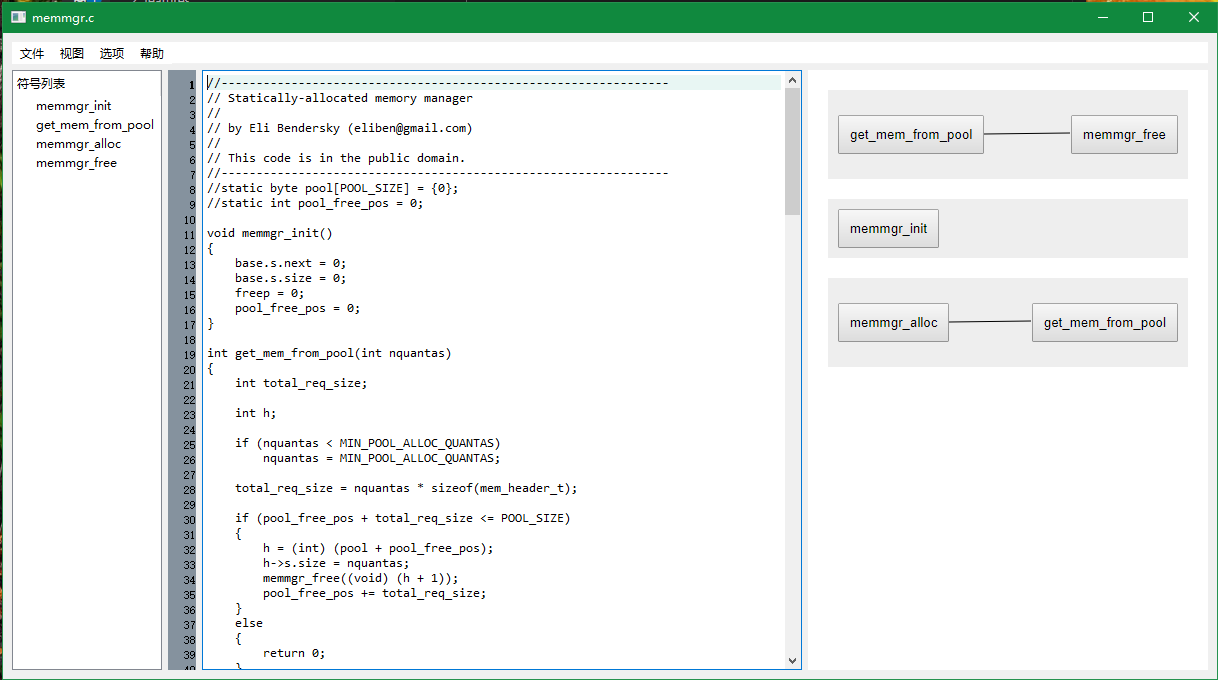 memmgr.c
文件 视图 选项 帮助
符号列表
memmgr_init
get_mem_from_pool
memmgr_alloc
memmgr_free
1 //----------------------------------------------------------------
2 // Statically-allocated memory manager
3 //
4 // by Eli Bendersky (eliben@gmail.com)
5 //
6 // This code is in the public domain.
7 //----------------------------------------------------------------
8 //static byte pool[POOL_SIZE] = {0};
9 //static int pool_free_pos = 0;
10
11 void memmgr_init()
12 {
13     base.s.next = 0;
14     base.s.size = 0;
15     freep = 0;
16     pool_free_pos = 0;
17 }
18
19 int get_mem_from_pool(int nquantas)
20 {
21     int total_req_size;
22
23     int h;
24
25     if (nquantas < MIN_POOL_ALLOC_QUANTAS)
26         nquantas = MIN_POOL_ALLOC_QUANTAS;
27
28     total_req_size = nquantas * sizeof(mem_header_t);
29
30     if (pool_free_pos + total_req_size <= POOL_SIZE)
31     {
32         h = (int) (pool + pool_free_pos);
33         h->s.size = nquantas;
34         memmgr_free((void) (h + 1));
35         pool_free_pos += total_req_size;
36     }
37     else
38     {
39         return 0;
40     }
get_mem_from_pool memmgr_free
memmgr_init
memmgr_alloc get_mem_from_pool